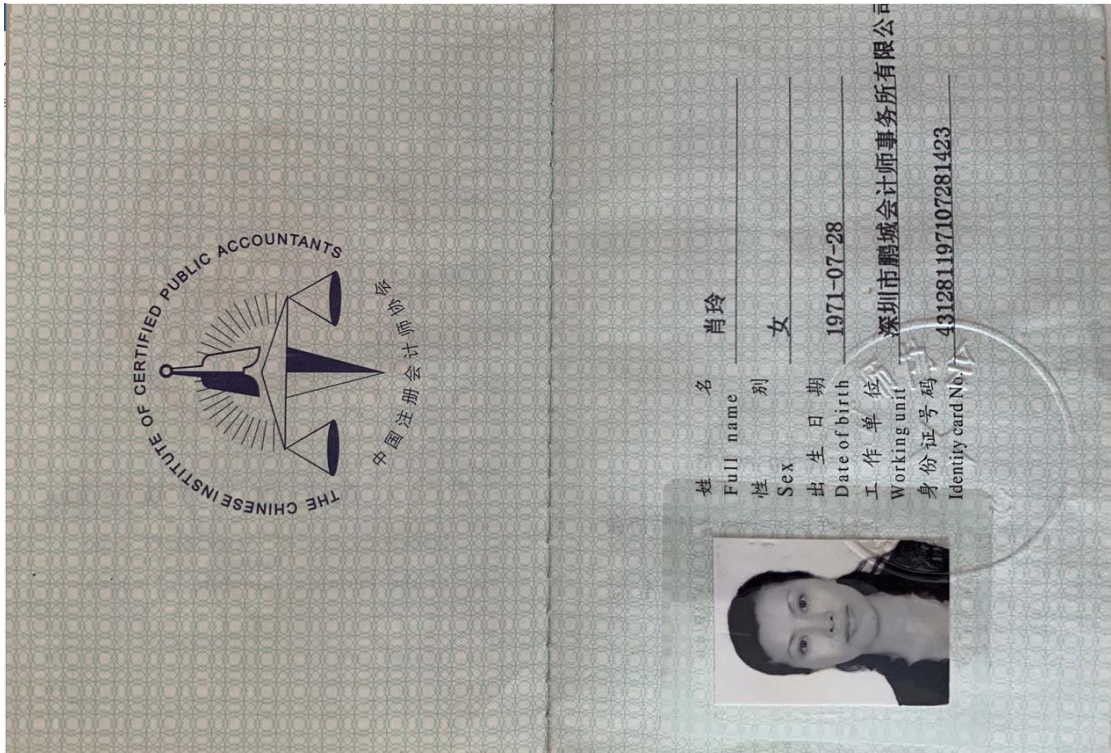 THE CHINESE INSTITUTE OF CERTIFIED PUBLIC ACCOUNTANTS
中国注册会计师协会
姓 名 肖玲
Full name
性 别 女
Sex
出生日期 1971-07-28
Date of birth
工作单位 深圳市鹏城会计师事务所有限公司
Working unit
身份证号码 431281197107281423
Identity card No.